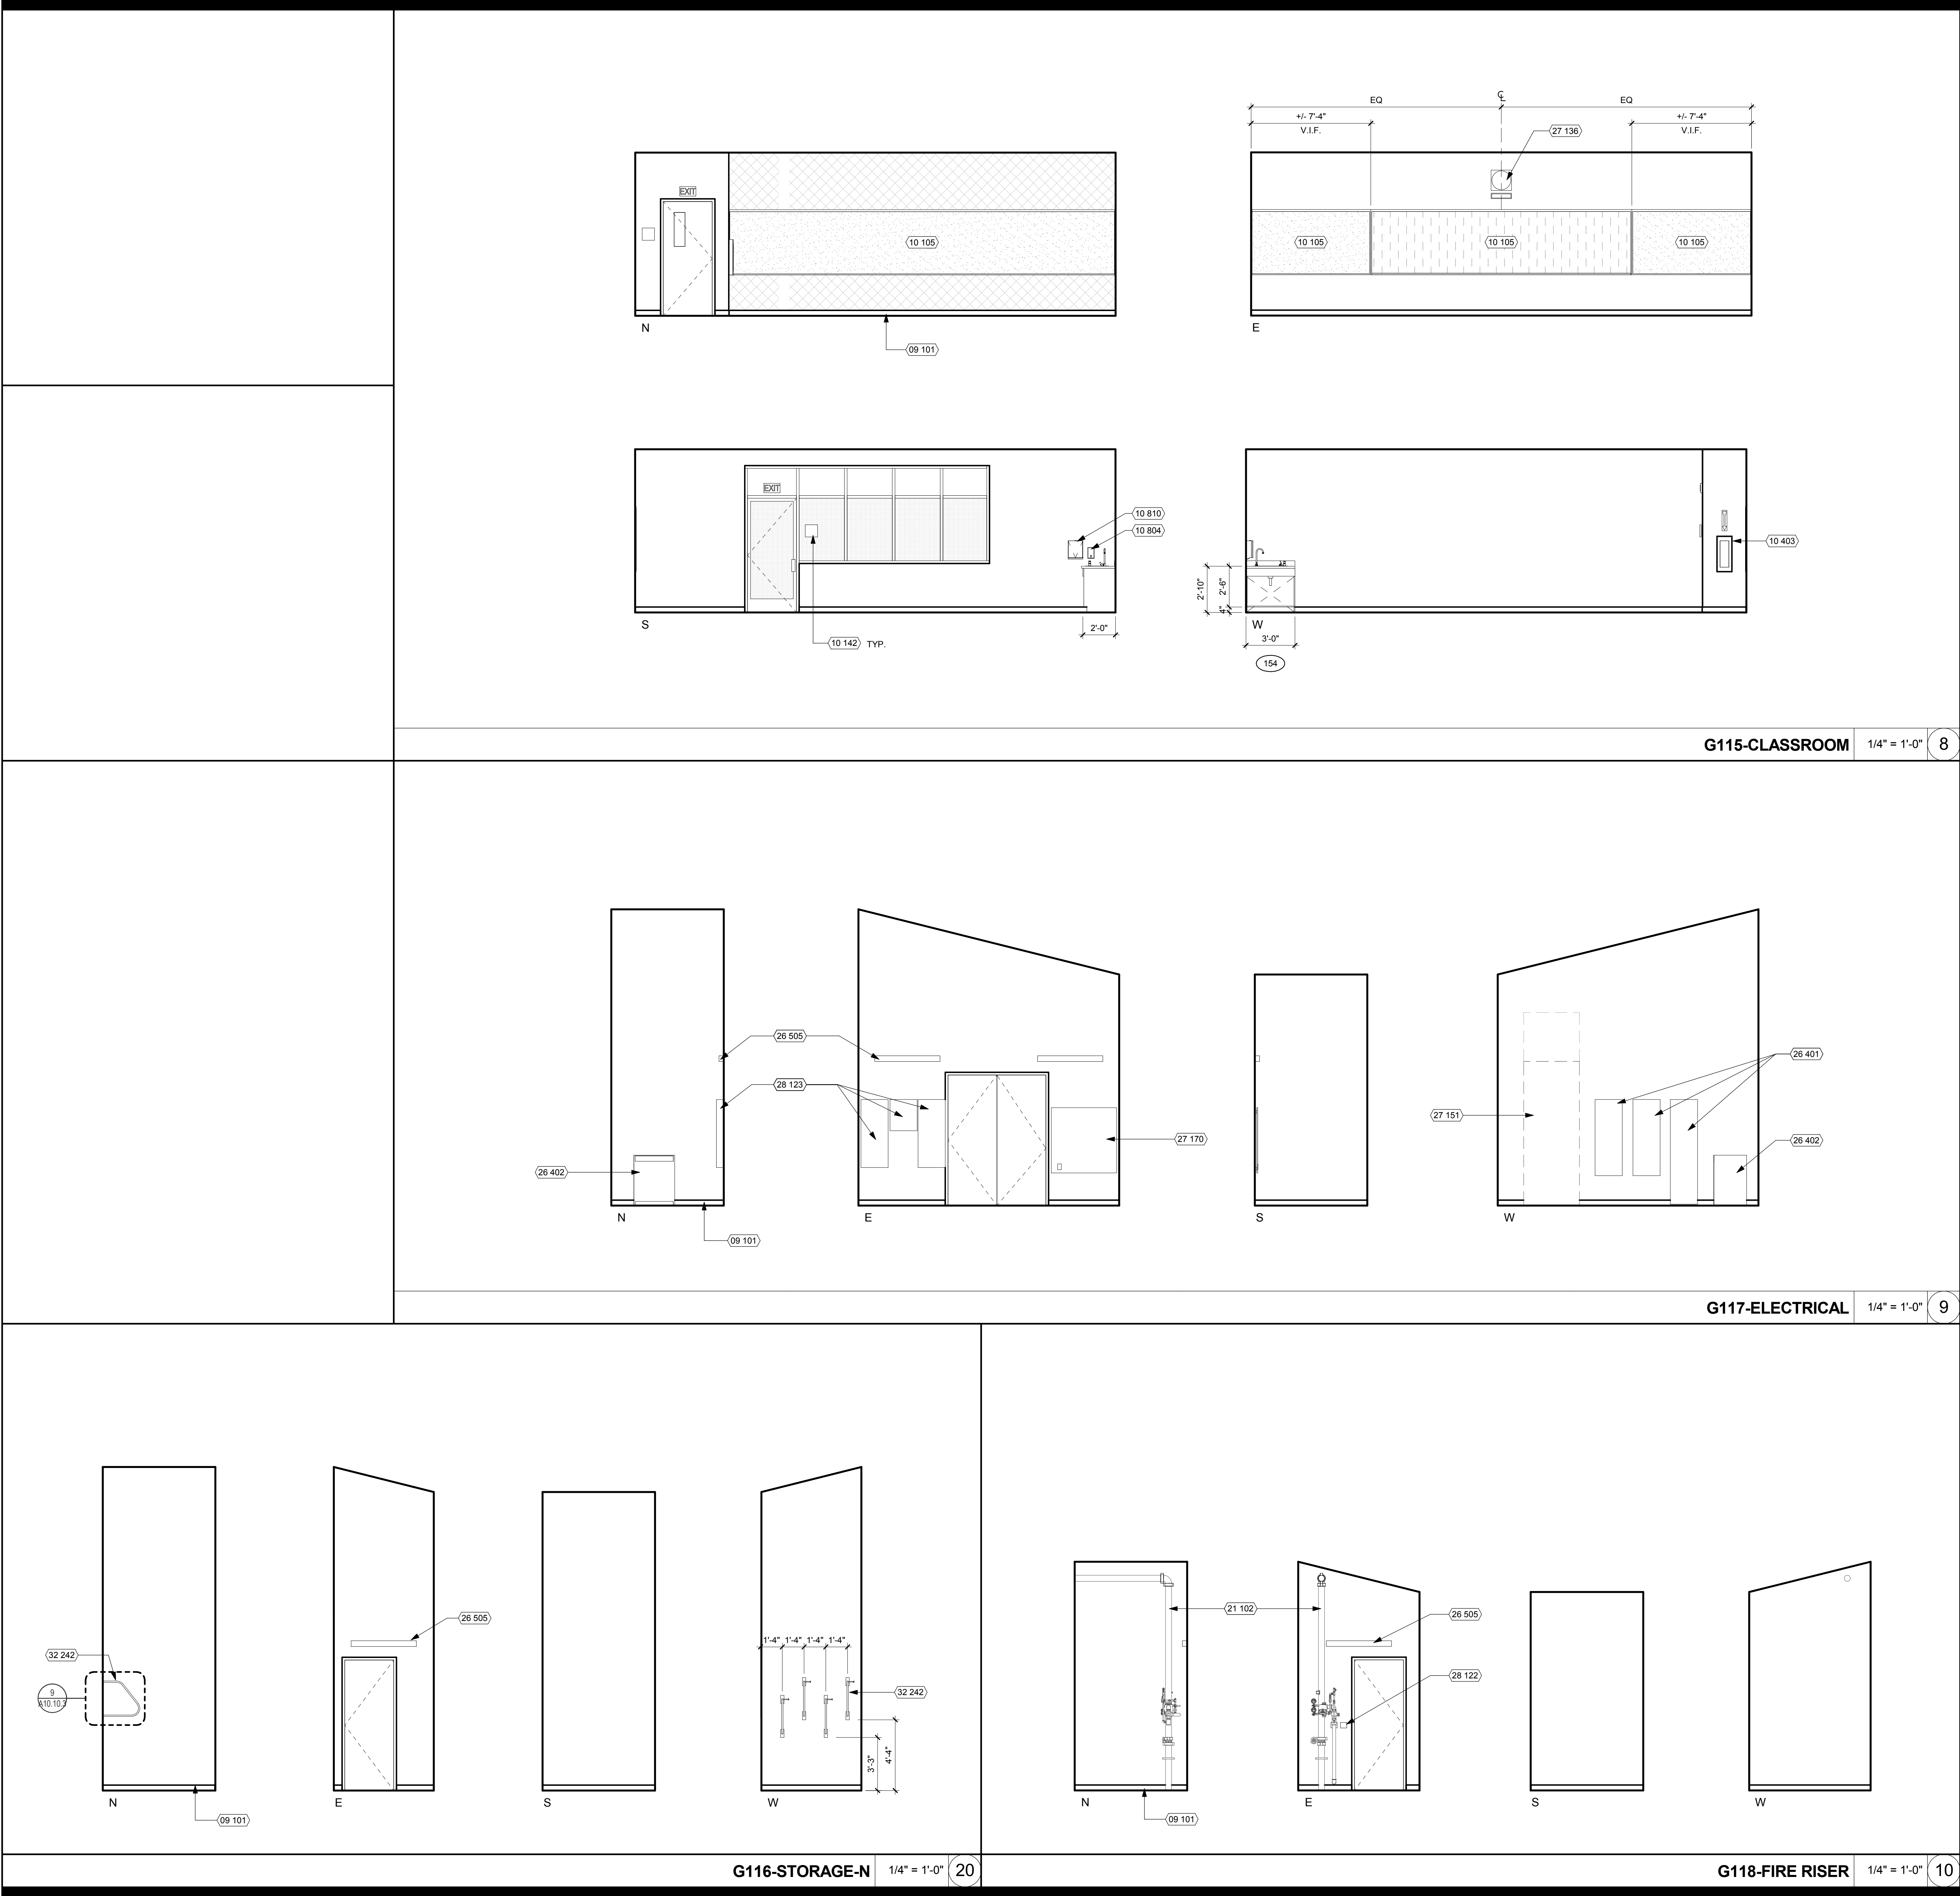 EQ
EQ
+/- 7'-4"
V.I.F.
+/- 7'-4"
V.I.F.
27 136
EXIT
10 105
10 105
10 105
10 105
N
E
09 101
EXIT
10 810
10 804
10 403
2'-10"
2'-6"
4"
S
2'-0"
W
3'-0"
10 142 TYP.
154
G115-CLASSROOM 1/4" = 1'-0" 8
26 505
28 123
26 401
27 151
27 170
26 402
26 402
N
E
S
W
09 101
G117-ELECTRICAL 1/4" = 1'-0" 9
26 505
1'-4" 1'-4" 1'-4" 1'-4"
32 242
9
32 242
3'-3"
4'-4"
N
E
S
W
09 101
G116-STORAGE-N 1/4" = 1'-0" 20
21 102
26 505
28 122
N
E
S
W
09 101
G118-FIRE RISER 1/4" = 1'-0" 10